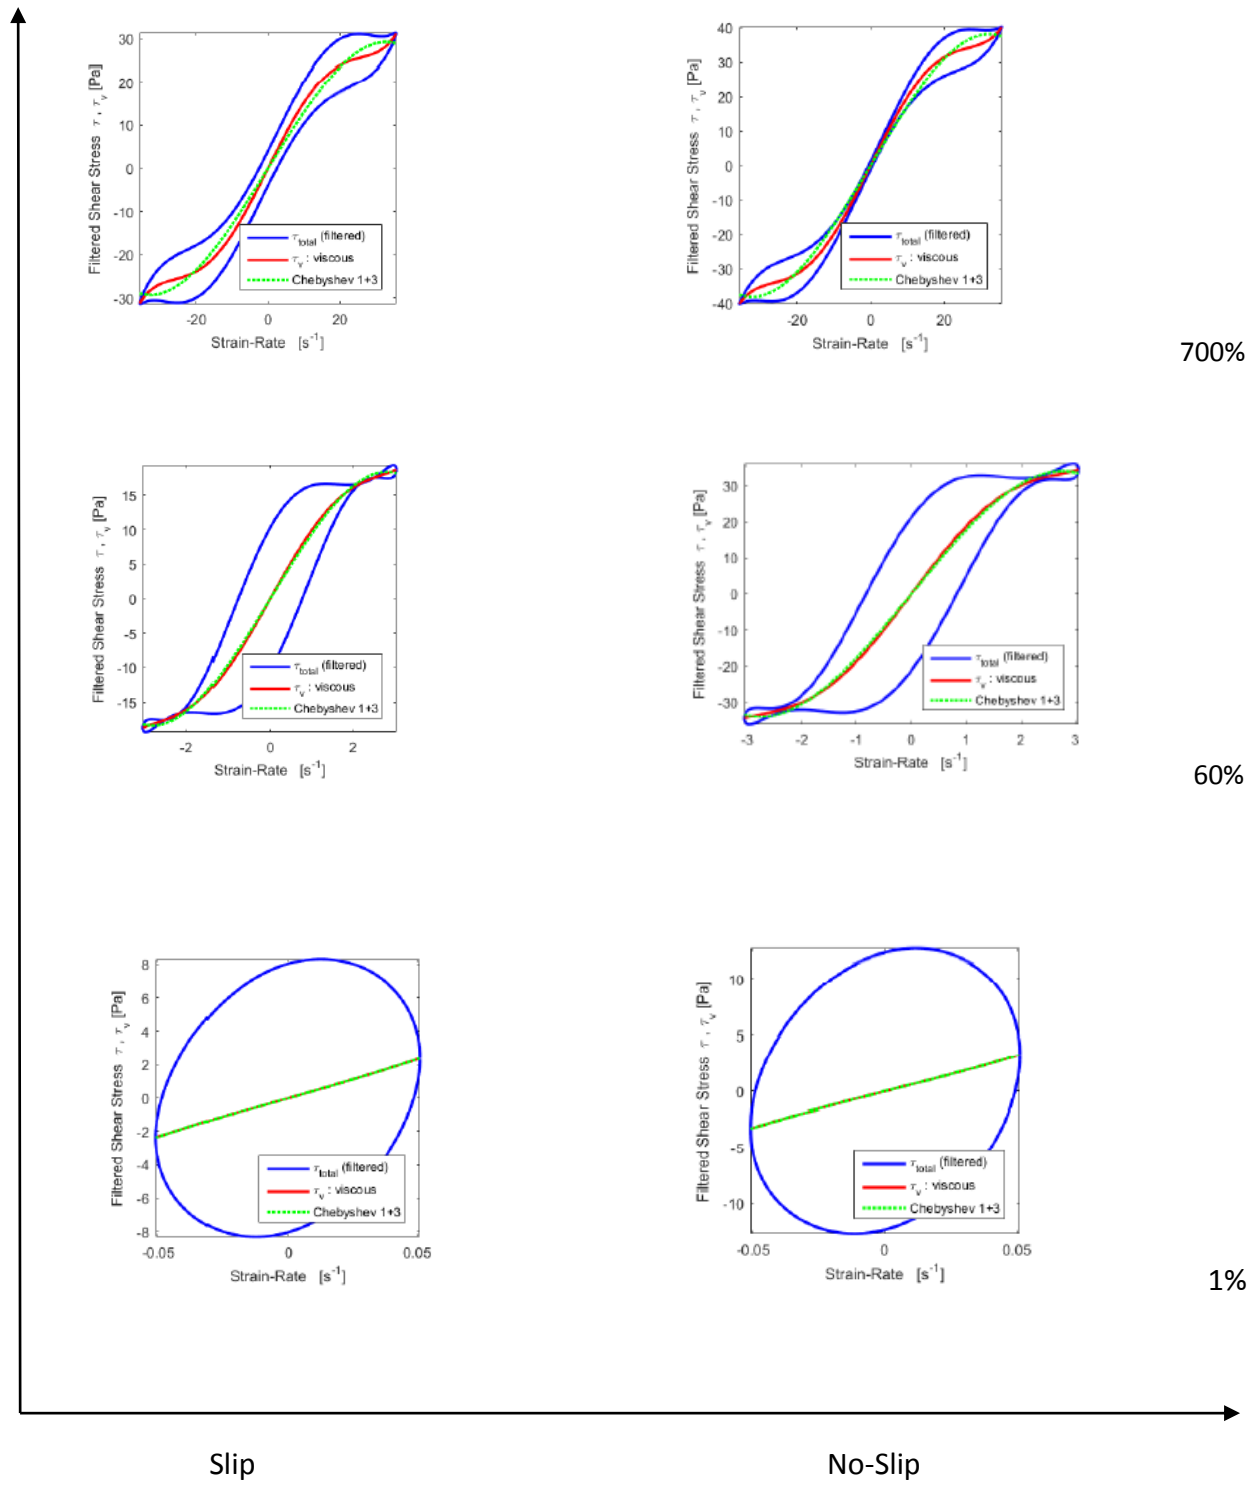 Filtered Shear Stress τ , τv [Pa]
30
20
10
0
-10
-20
-30
τtotal (filtered)
τv : viscous
Chebyshev 1+3
-20 0 20
Strain-Rate [s-1]
Filtered Shear Stress τ , τv [Pa]
40
30
20
10
0
-10
-20
-30
-40
τtotal (filtered)
τv : viscous
Chebyshev 1+3
-20 0 20
Strain-Rate [s-1]
700%
Filtered Shear Stress τ , τv [Pa]
15
10
5
0
-5
-10
-15
τtotal (filtered)
τv : viscous
Chebyshev 1+3
-2 0 2
Strain-Rate [s-1]
Filtered Shear Stress τ , τv [Pa]
30
20
10
0
-10
-20
-30
τtotal (filtered)
τv : viscous
Chebyshev 1+3
-3 -2 -1 0 1 2 3
Strain-Rate [s-1]
60%
Filtered Shear Stress τ , τv [Pa]
8
6
4
2
0
-2
-4
-6
-8
τtotal (filtered)
τv : viscous
Chebyshev 1+3
-0.05 0 0.05
Strain-Rate [s-1]
Filtered Shear Stress τ , τv [Pa]
10
5
0
-5
-10
τtotal (filtered)
τv : viscous
Chebyshev 1+3
-0.05 0 0.05
Strain-Rate [s-1]
1%
Slip No-Slip